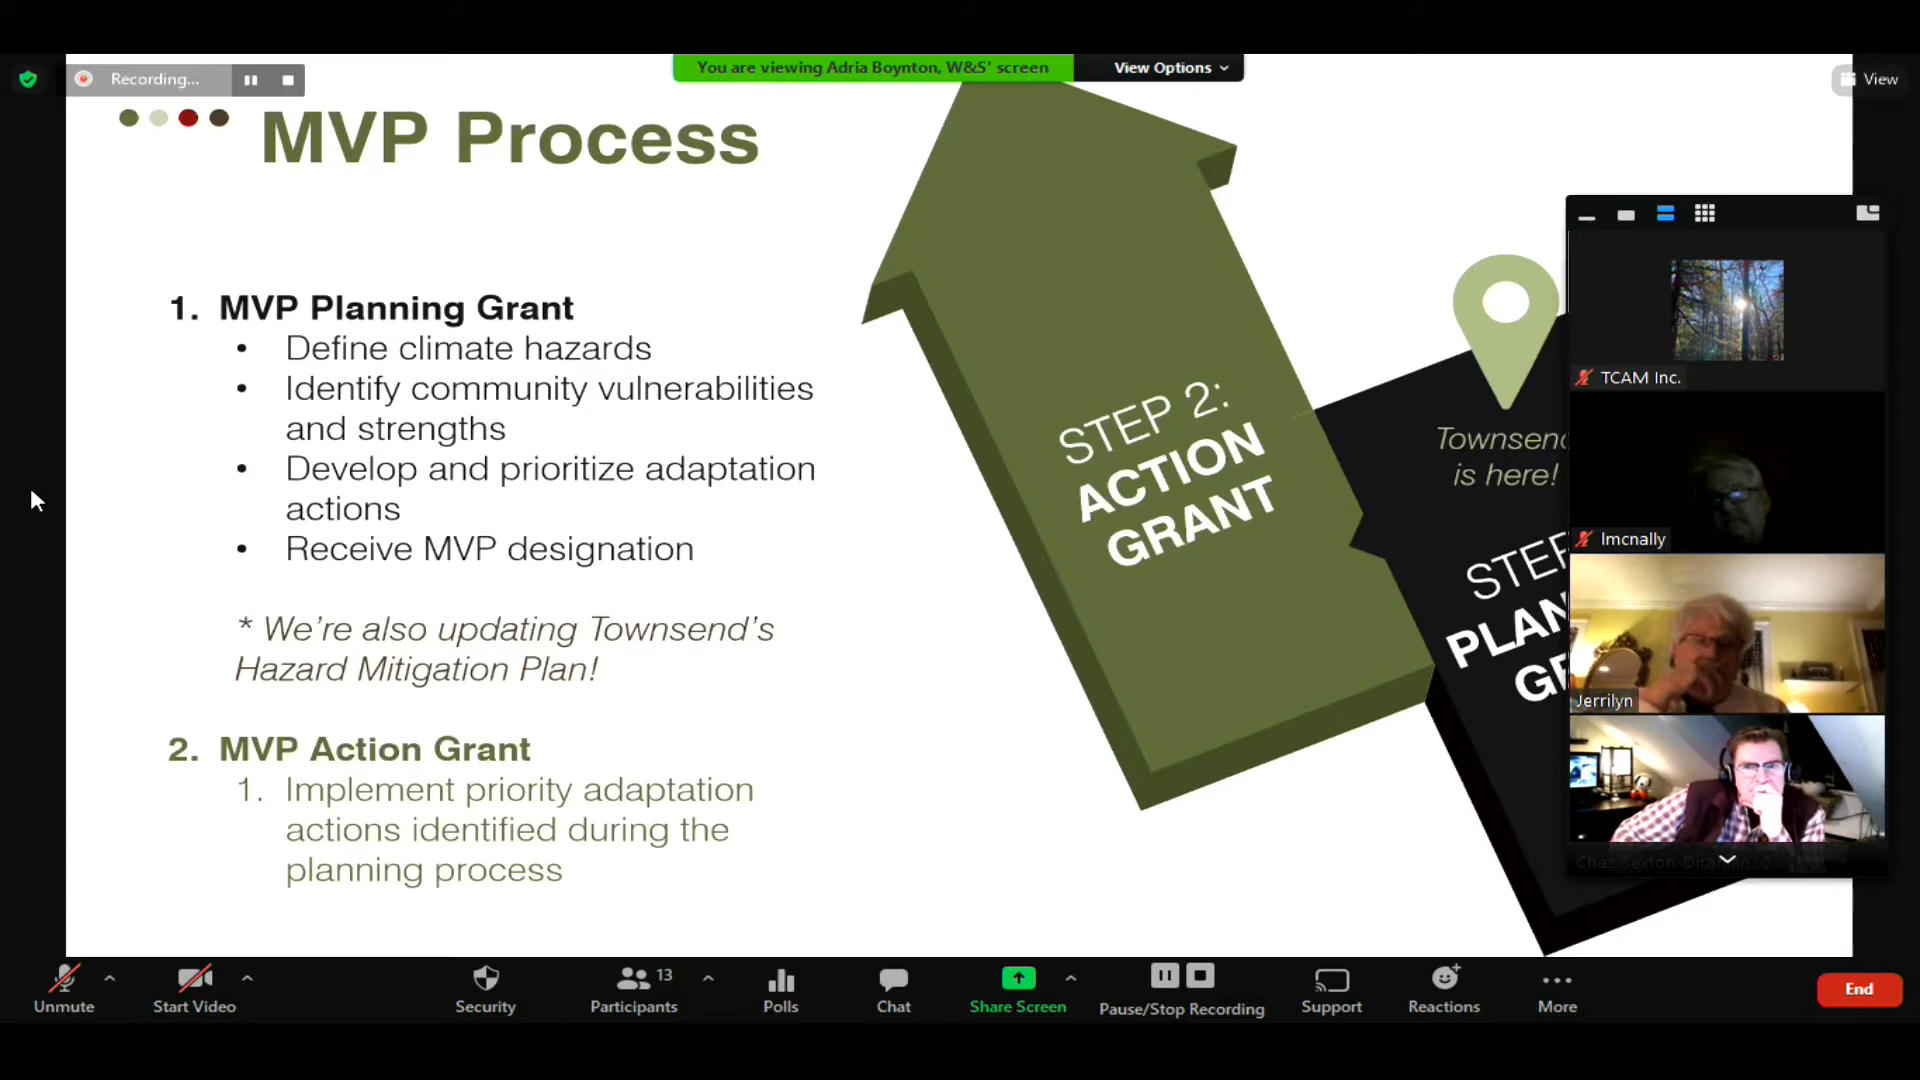 Recording...
You are viewing Adria Boynton, W&S' screen
View Options
View
MVP Process
1. MVP Planning Grant
• Define climate hazards
• Identify community vulnerabilities
and strengths
• Develop and prioritize adaptation
actions
• Receive MVP designation
* We're also updating Townsend's
Hazard Mitigation Plan!
2. MVP Action Grant
1. Implement priority adaptation
actions identified during the
planning process
STEP 2:
ACTION
GRANT
Townsend
is here!
STEP
PLAN
GR
TCAM Inc.
lmcnally
Jerrilyn
Unmute
Start Video
Security
Participants
13
Polls
Chat
Share Screen
Pause/Stop Recording
Support
Reactions
More
End